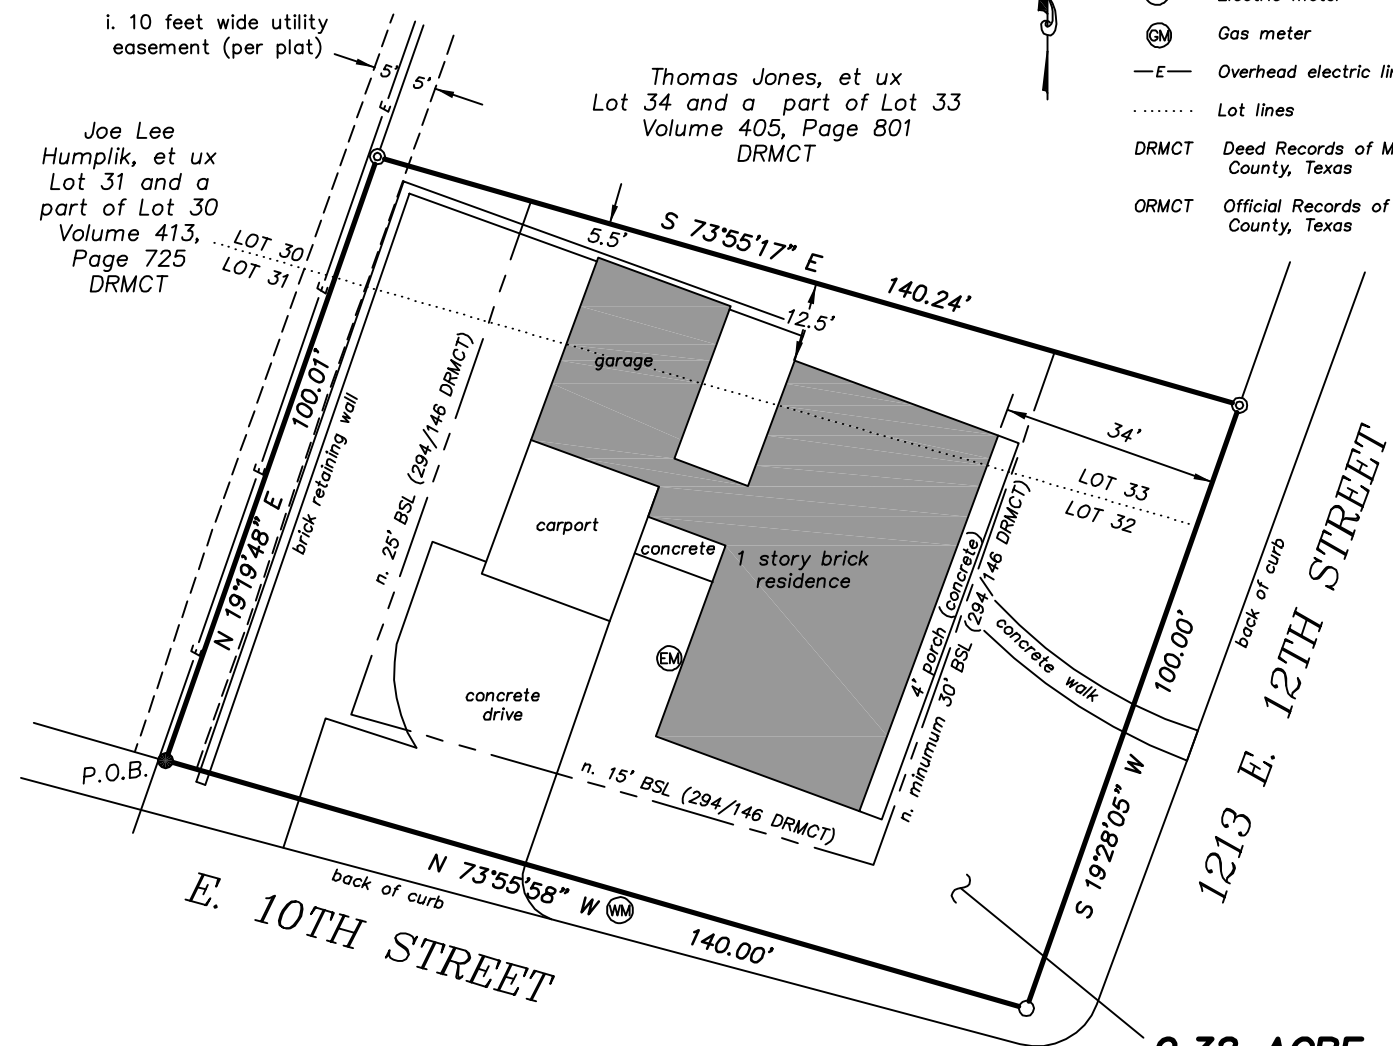 i. 10 feet wide utility
easement (per plat)
5'
5'
Thomas Jones, et ux
Lot 34 and a part of Lot 33
Volume 405, Page 801
DRMCT
GM
Gas meter
E
Overhead electric
Lot lines
DRMCT
Deed Records of
County, Texas
ORMCT
Official Records of
County, Texas
Joe Lee
Humplik, et ux
Lot 31 and a
part of Lot 30
Volume 413,
Page 725
DRMCT
LOT 30
LOT 31
E
E
E
E
S 73°55'17" E
140.24'
5.5'
12.5'
garage
34'
LOT 33
LOT 32
N 19°19'48" E
100.01'
brick retaining wall
n. 25' BSL (294/146 DRMCT)
carport
concrete
1 story brick
residence
4' porch (concrete)
n. minumum 30' BSL (294/146 DRMCT)
concrete walk
100.00'
S 19°28'05" W
back of curb
1213 E. 12TH STREET
EM
concrete
drive
n. 15' BSL (294/146 DRMCT)
P.O.B.
N 73°55'58" W
WM
140.00'
back of curb
E. 10TH STREET
ACRE